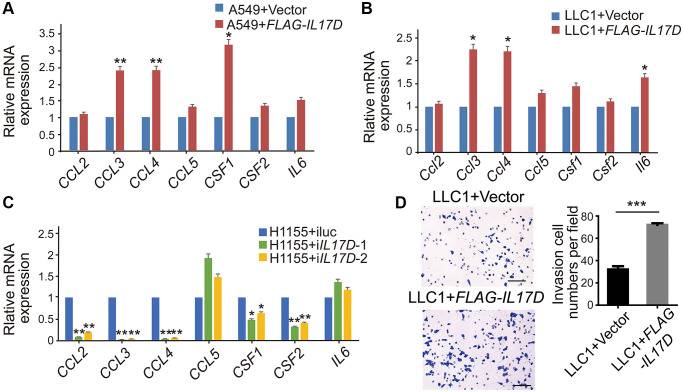 A
A549+Vector
A549+FLAG-IL17D
Rlative mRNA
expression
3.5
3
2.5
2
1.5
1
0.5
0
**
**
*
CCL2
CCL3
CCL4
CCL5
CSF1
CSF2
IL6
B
LLC1+Vector
LLC1+FLAG-IL17D
Rlative mRNA
expression
2.5
2
1.5
1
0.5
0
*
*
*
Ccl2
Ccl3
Ccl4
Ccl5
Csf1
Csf2
Il6
C
H1155+iluc
H1155+iIL17D-1
H1155+iIL17D-2
Rlative mRNA
expression
2.5
2
1.5
1
0.5
0
**
**
**
**
**
**
*
*
**
**
CCL2
CCL3
CCL4
CCL5
CSF1
CSF2
IL6
D
LLC1+Vector
LLC1+FLAG-IL17D
Invasion cell
numbers per field
80
60
40
20
0
***
LLC1+Vector
LLC1+FLAG
-IL17D